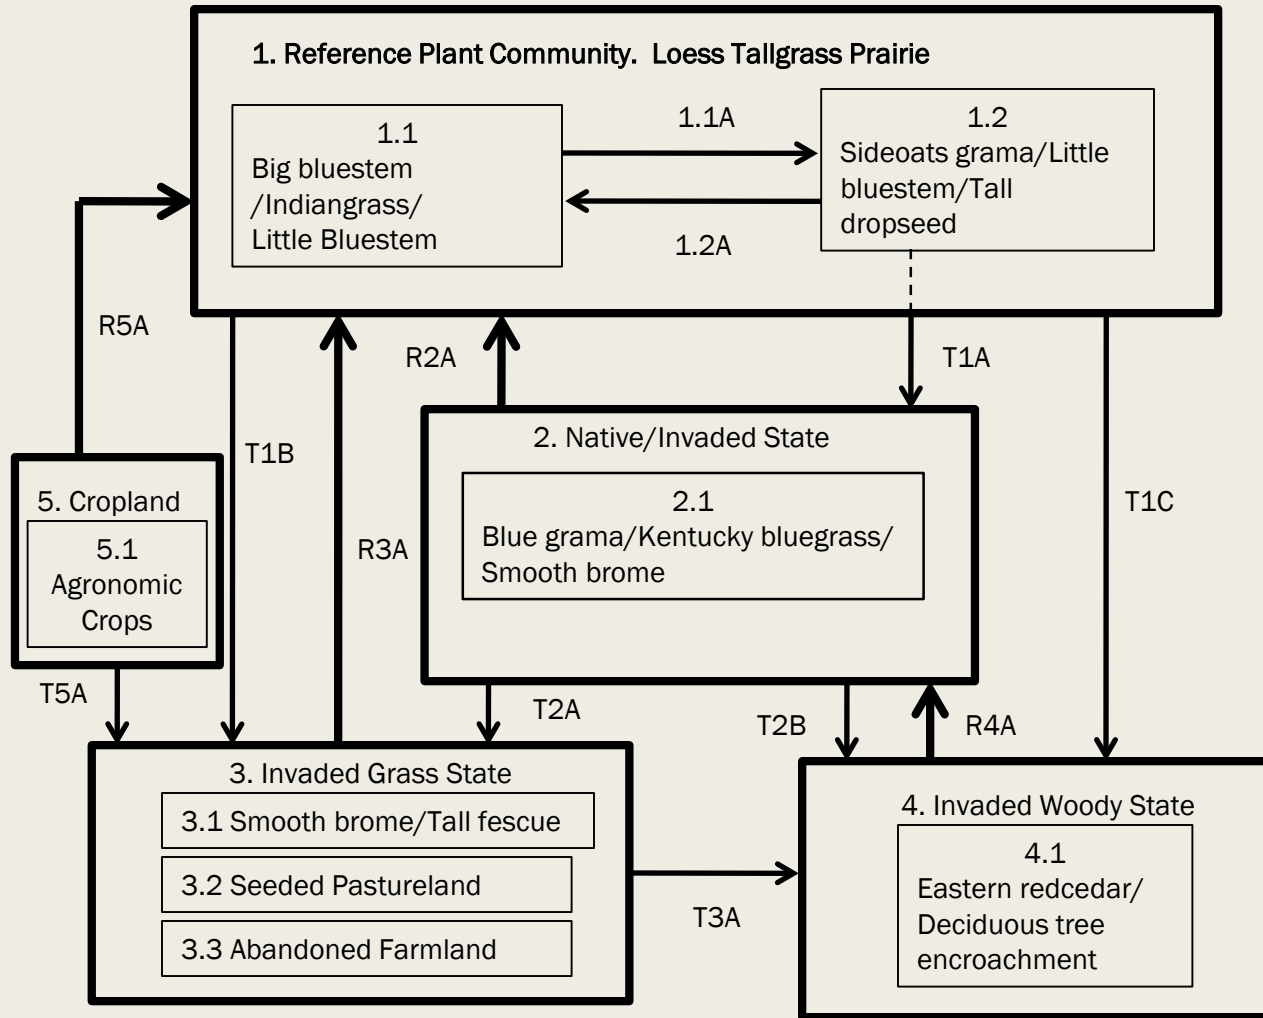 1. Reference Plant Community.  Loess Tallgrass Prairie
1.1
Big bluestem
/Indiangrass/
Little Bluestem
1.1A
1.2A
1.2
Sideoats grama/Little
bluestem/Tall
dropseed
R5A
T1B
R3A
R2A
T1A
T1C
5. Cropland
5.1
Agronomic
Crops
2. Native/Invaded State
2.1
Blue grama/Kentucky bluegrass/
Smooth brome
T5A
T2A
T2B
R4A
3. Invaded Grass State
3.1 Smooth brome/Tall fescue
3.2 Seeded Pastureland
3.3 Abandoned Farmland
T3A
4. Invaded Woody State
4.1
Eastern redcedar/
Deciduous tree
encroachment